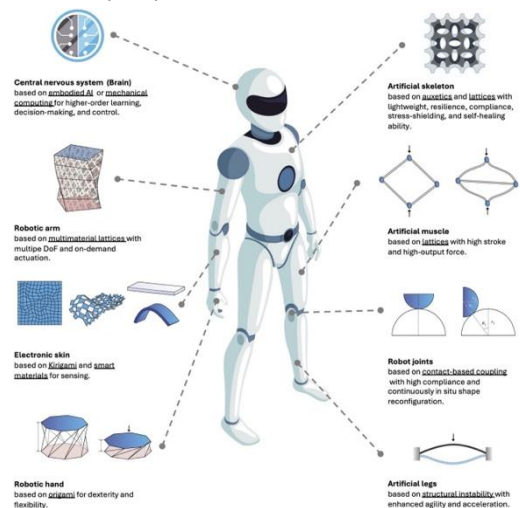 Central nervous system (Brain)
based on embodied AI or mechanical
computing for higher-order learning,
decision-making, and control.
Robotic arm
based on multimaterial lattices with
multipe DoF and on-demand
actuation.
Electronic skin
based on Kirigami and smart
materials for sensing.
Robotic hand
based on origami for dexterity and
flexibility.
Artificial skeleton
based on auxetics and lattices with
lightweight, resilience, compliance,
stress-shielding, and self-healing
ability.
Artificial muscle
based on lattices with high stroke
and high-output force.
Robot joints
based on contact-based coupling
with high compliance and
continuously in situ shape
reconfiguration.
Artificial legs
based on structural instability with
enhanced agility and acceleration.